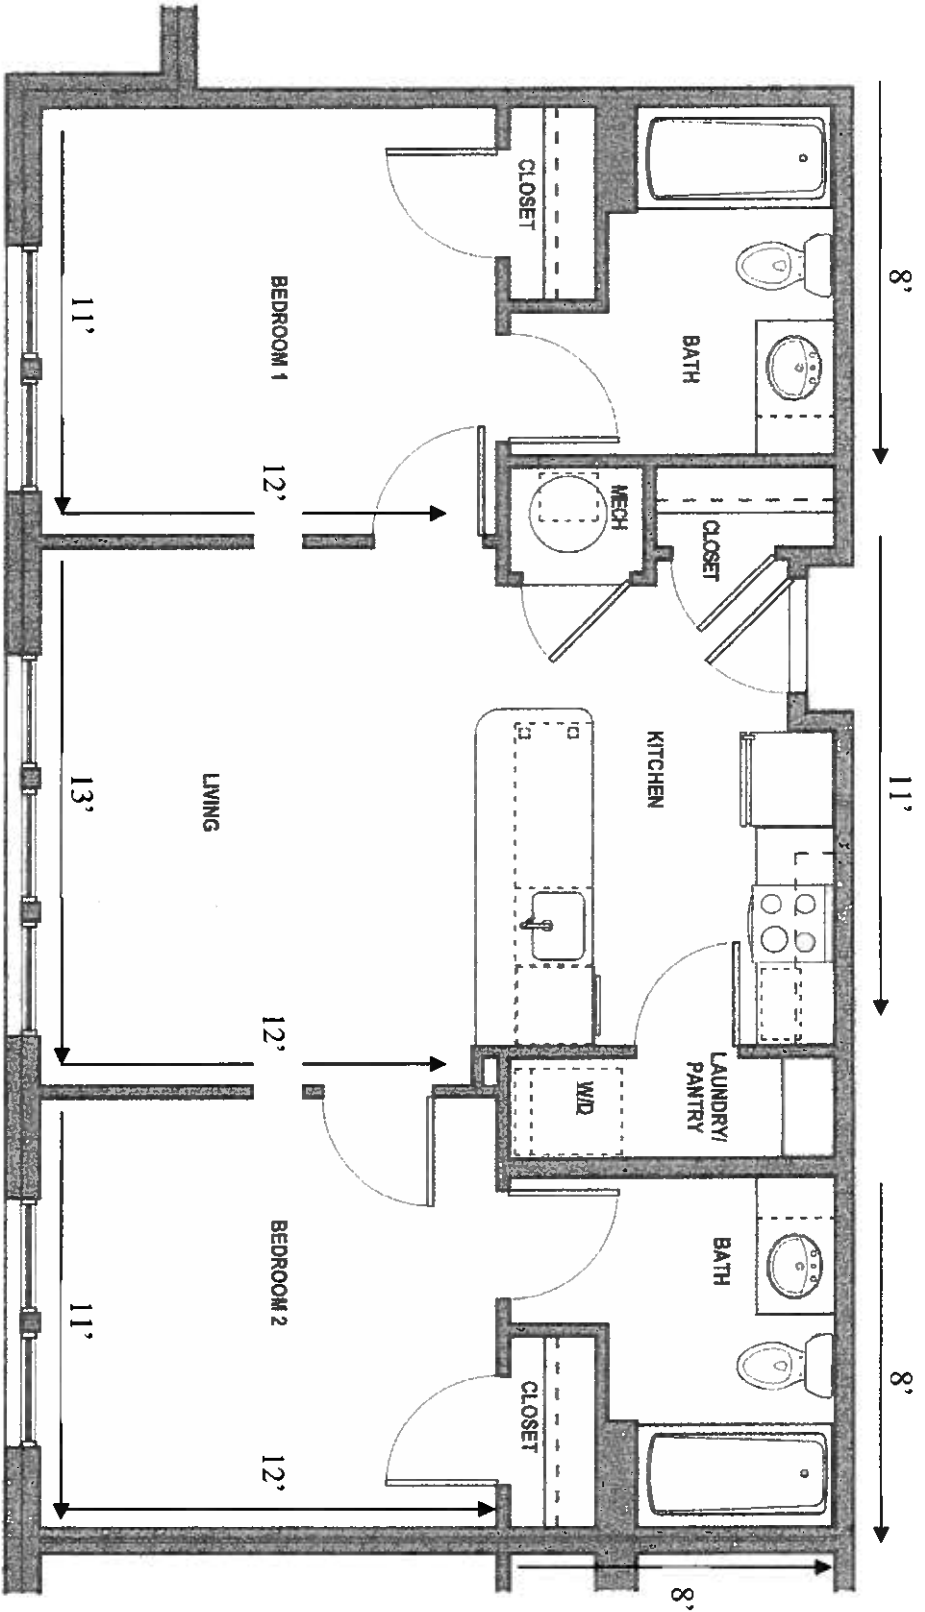 8'
11'
8'
BATH
CLOSET
BEDROOM 1
11'
12'
MECH
CLOSET
KITCHEN
LIVING
13'
12'
LAUNDRY/
PANTRY
W/D
BATH
BEDROOM 2
CLOSET
11'
12'
8'